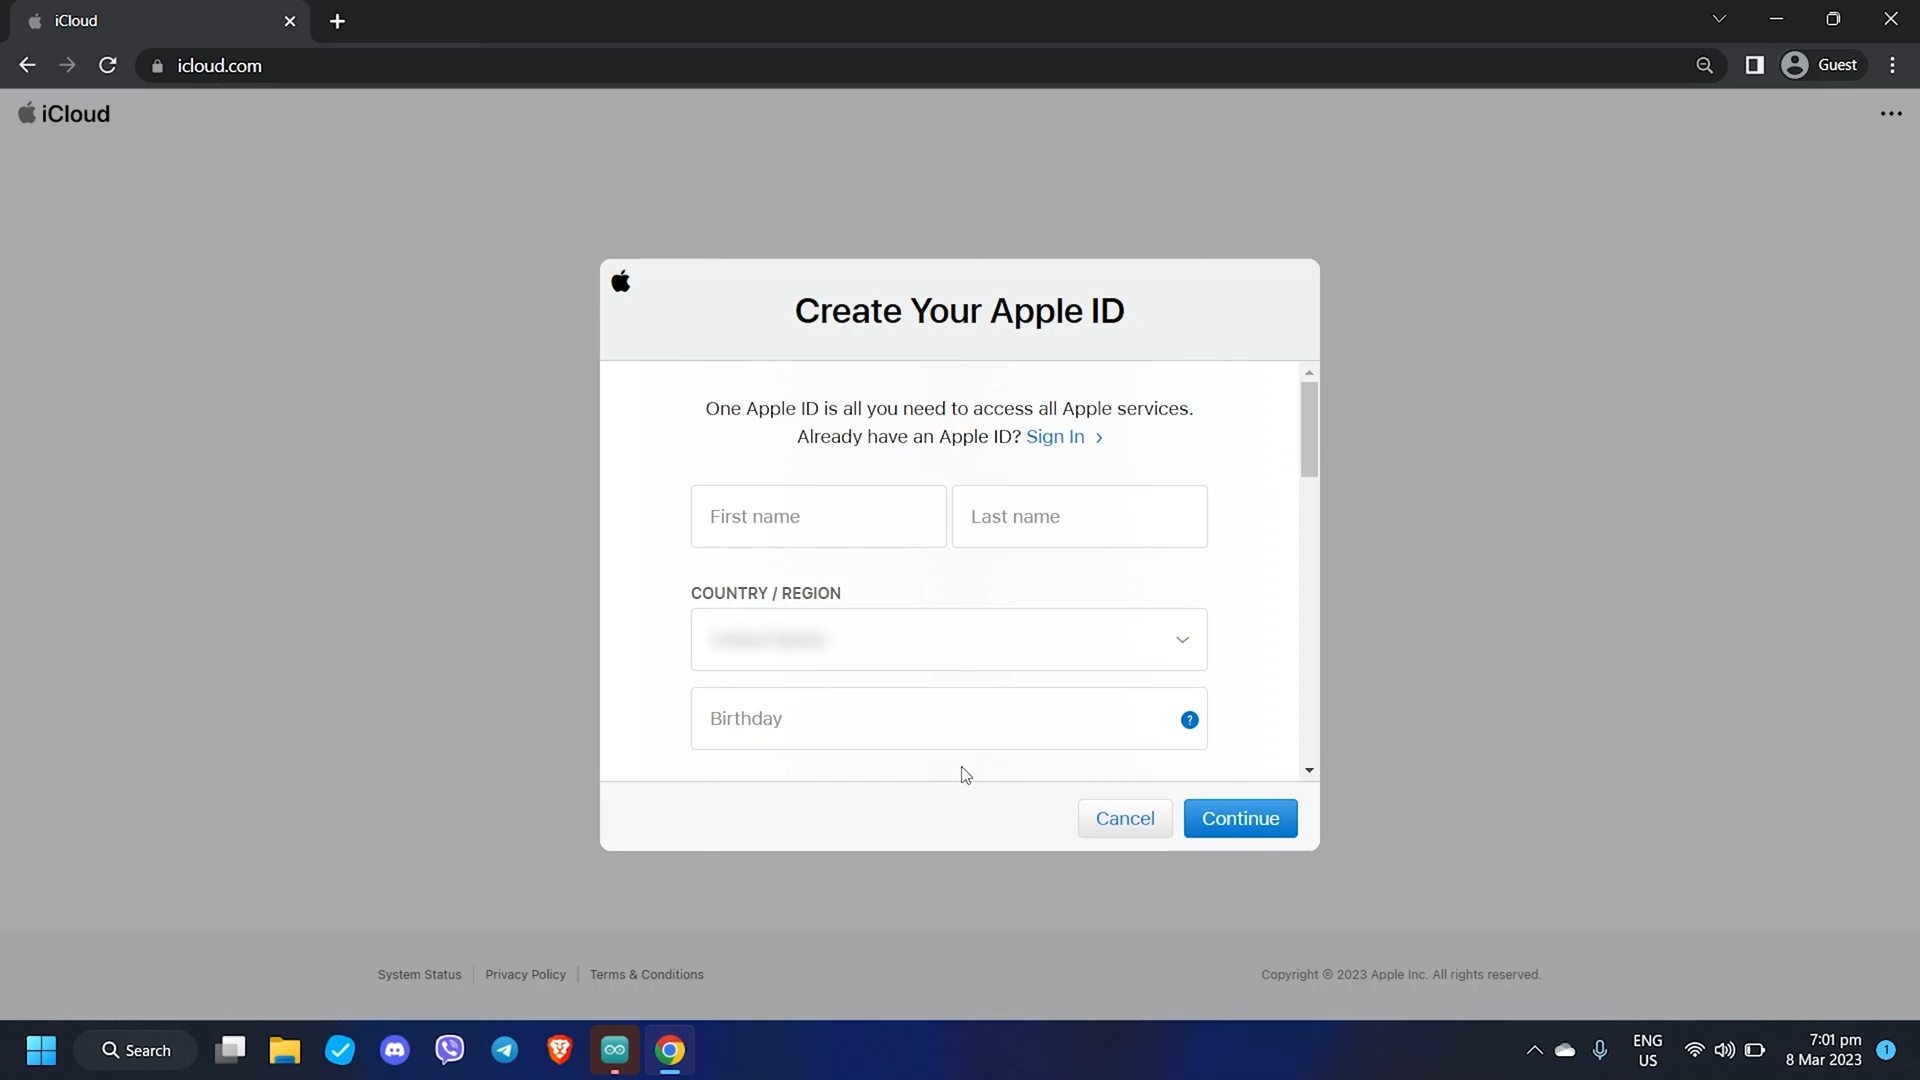 iCloud
icloud.com
Guest
iCloud
Create Your Apple ID
One Apple ID is all you need to access all Apple services.
Already have an Apple ID? Sign In
First name
Last name
COUNTRY / REGION
Birthday
?
Cancel
Continue
System Status
Privacy Policy
Terms & Conditions
Copyright © 2023 Apple Inc. All rights reserved.
Search
ENG
US
7:01 pm
8 Mar 2023
1